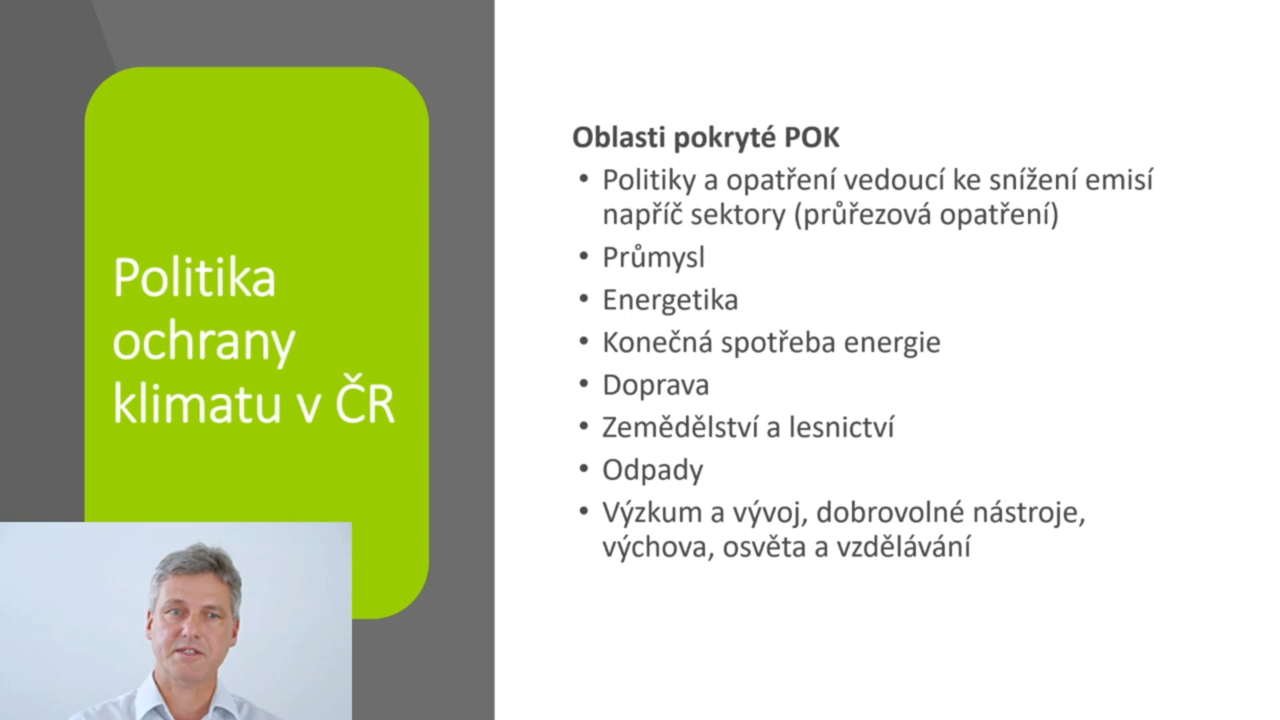 Politika
ochrany
klimatu v ČR
Oblasti pokryté POK
• Politiky a opatření vedoucí ke snížení emisí
napříč sektory (průřezová opatření)
• Průmysl
• Energetika
• Konečná spotřeba energie
• Doprava
• Zemědělství a lesnictví
• Odpady
• Výzkum a vývoj, dobrovolné nástroje,
výchova, osvěta a vzdělávání